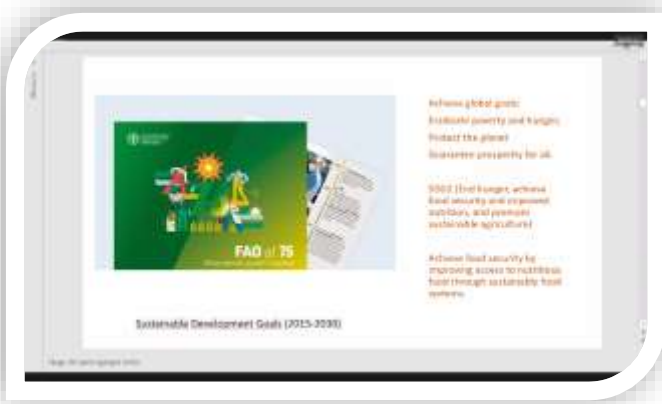 FAO at 75
Sustainable Development Goals (2015-2030)
Achieve global goals
Eradicate poverty and hunger
Protect the planet
Guarantee prosperity for all
SDG2 (End hunger, achieve
food security and improved
nutrition, and promote
sustainable agriculture)
Achieve food security by
improving access to nutritious
food through sustainably food
systems.